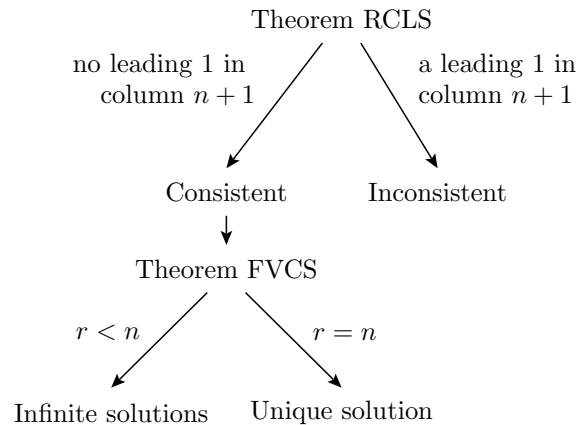 Theorem RCLS
no leading 1 in
column n + 1
a leading 1 in
column n + 1
Consistent
Inconsistent
Theorem FVCS
r < n
r = n
Infinite solutions
Unique solution